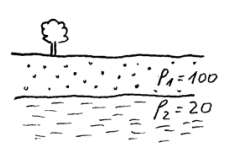 ρ₁ = 100
ρ₂ = 20